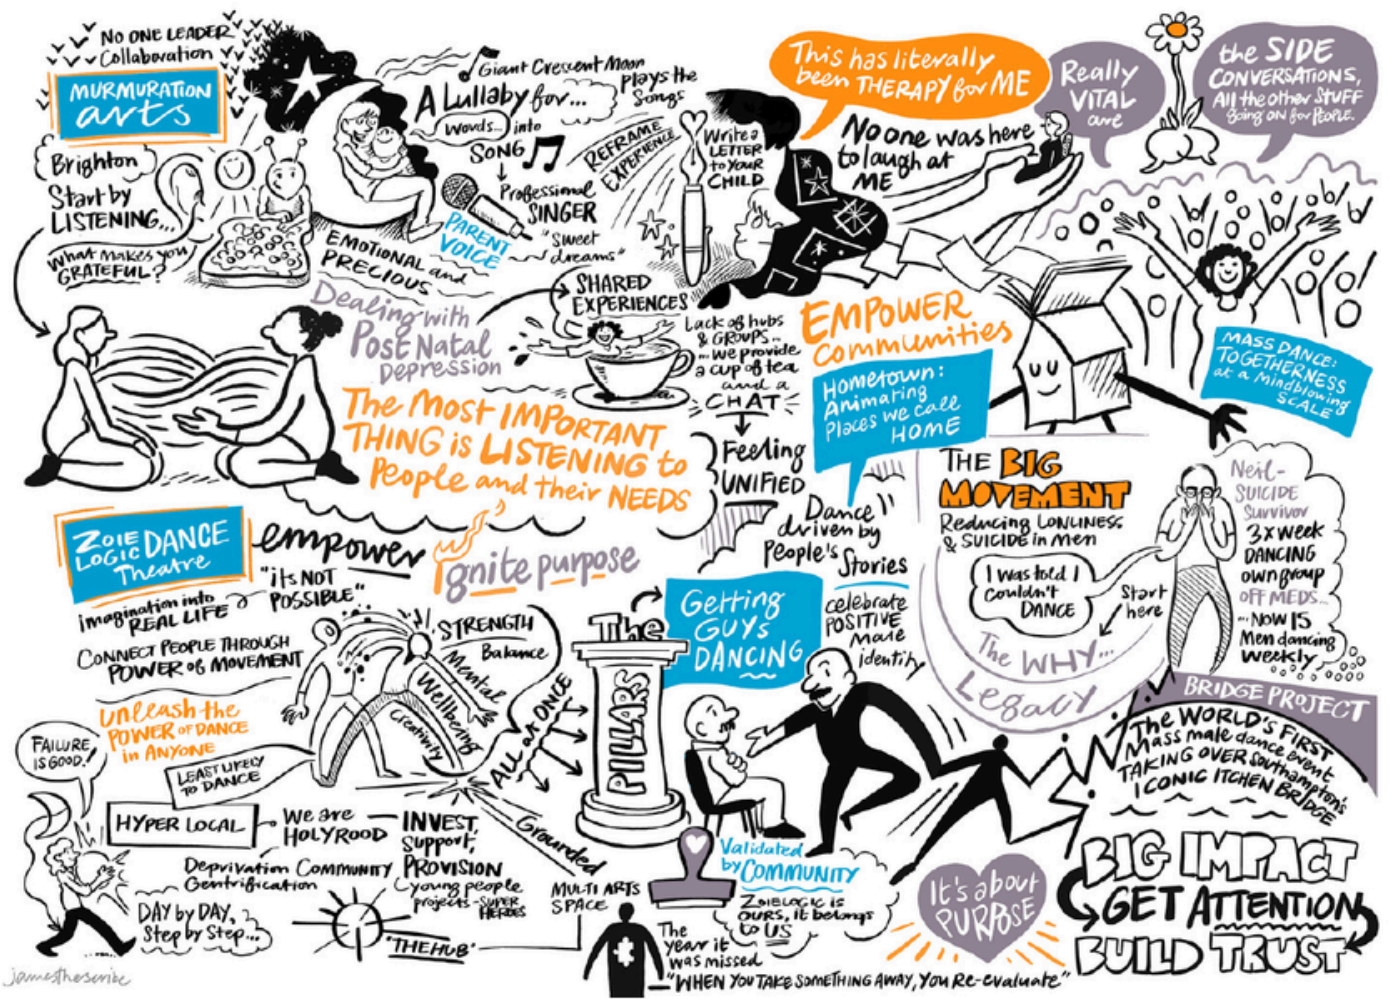 NO ONE LEADER
Collaboration
MURMURATION
arts
Brighton
Start by
LISTENING...
What makes you
GRATEFUL?
Giant Crescent Moon
plays the
Songs
A Lullaby for...
Words... into
SONG
Professional
SINGER
"Sweet
dreams"
PARENT
VOICE
EMOTIONAL and
PRECIOUS
REFRAME
EXPERIENCE
Write a
LETTER
to YOUR
CHILD
This has literally
been THERAPY for ME
No one was here
to laugh at
ME
Really
VITAL
are
the SIDE
CONVERSATIONS,
All the other STUFF
going on for PEOPLE.
Dealing with
Post Natal
Depression
SHARED
EXPERIENCES
Lack of hubs
& GROUPS...
... we provide
a cup of tea
and a
CHAT
Feeling
UNIFIED
The Most IMPORTANT
THING is LISTENING to
People and their NEEDS
EMPOWER
Communities
Hometown:
Animating
Places we call
HOME
MASS DANCE:
TOGETHERNESS
at a mindblowing
SCALE
Dance"
driven by
People's
Stories
THE BIG
MOVEMENT
Reducing LONLINESS
& SUICIDE in Men
I was told I
couldn't
DANCE
Start
here
The WHY...
Legacy
Neil-
SUICIDE
Survivor
3x week
DANCING
own group
OFF MEDS...
... NOW 15
Men dancing
weekly
ZOIE
LOGIC DANCE
Theatre
empower
Ignite purpose
imagination into
REAL LIFE
"its NOT
POSSIBLE"
CONNECT PEOPLE THROUGH
POWER of MOVEMENT
unleash the
POWER of DANCE
in ANYONE
LEAST LIKELY
TO DANCE
STRENGTH
Balance
Mental
Wellbeing
Creativity
ALL at ONCE
The
PILLARS
Getting
GUYS
DANCING
celebrate
POSITIVE
male
identity
BRIDGE PROJECT
The WORLD'S FIRST
Mass male dance event
TAKING OVER Southampton's
ICONIC ITCHEN BRIDGE
FAILURE
IS GOOD!
HYPER LOCAL
We are
HOLYROOD
INVEST,
Support,
PROVISION
young people
projects - SUPER
HEROES
Deprivation COMMUNITY
Gentrification
DAY by DAY,
Step by Step...
"THE HUB"
Grounded
MULTI ARTS
SPACE
Validated
by COMMUNITY
ZOIELOGIC is
OURS, it belongs
to US
The
year it
was missed
"WHEN YOU TAKE SOMETHING AWAY, YOU Re-evaluate"
It's about
PURPOSE
BIG IMPACT
GET ATTENTION
BUILD TRUST
jamesthescribe